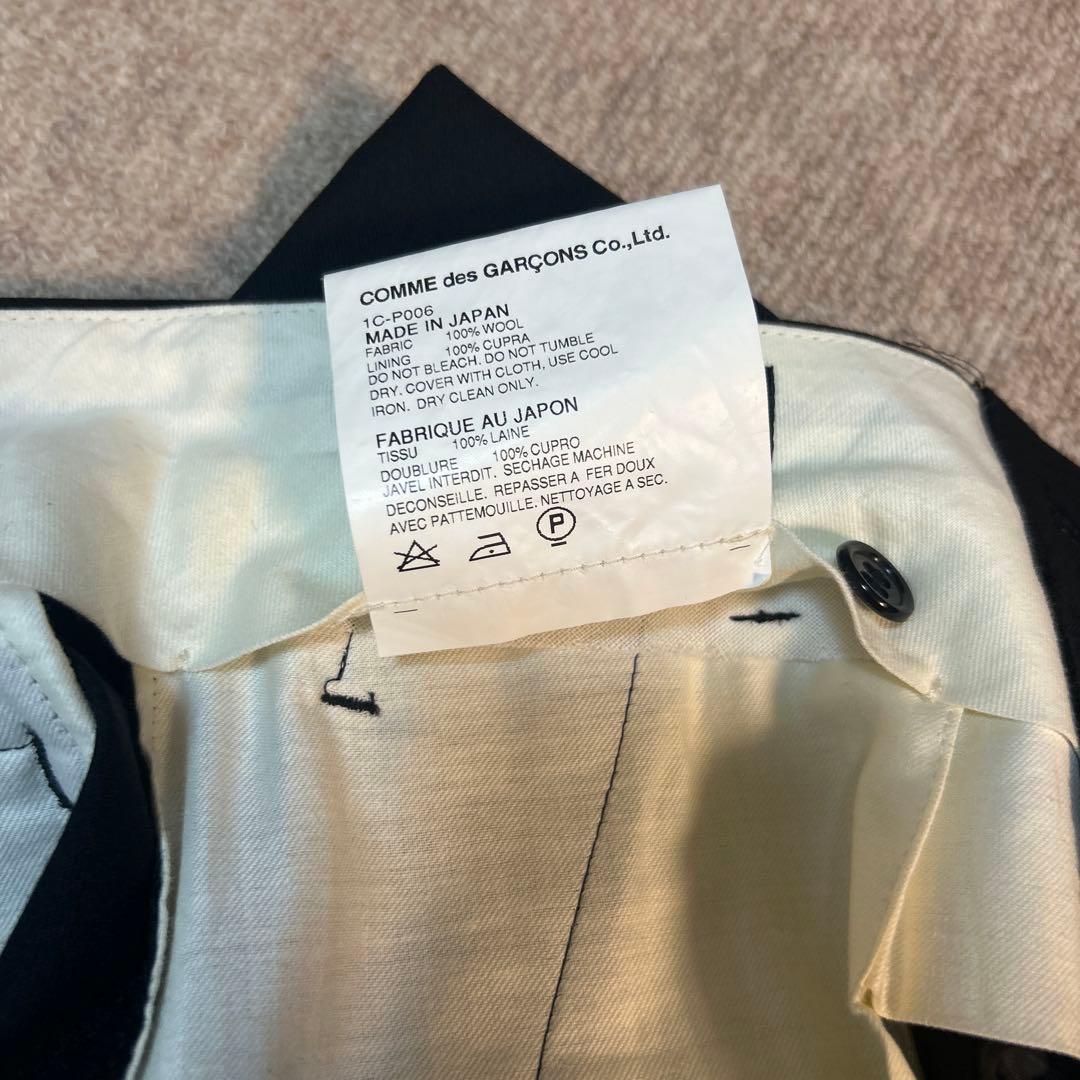 COMME des GARÇONS Co.,Ltd.
1C-P006
MADE IN JAPAN
FABRIC 100% WOOL
LINING 100% CUPRA
DO NOT BLEACH. DO NOT TUMBLE
DRY. COVER WITH CLOTH, USE COOL
IRON. DRY CLEAN ONLY.
FABRIQUE AU JAPON
TISSU 100% LAINE
DOUBLURE 100% CUPRO
JAVEL INTERDIT. SECHAGE MACHINE
DECONSEILLE. REPASSER A FER DOUX
AVEC PATTEMOUILLE. NETTOYAGE A SEC.
P